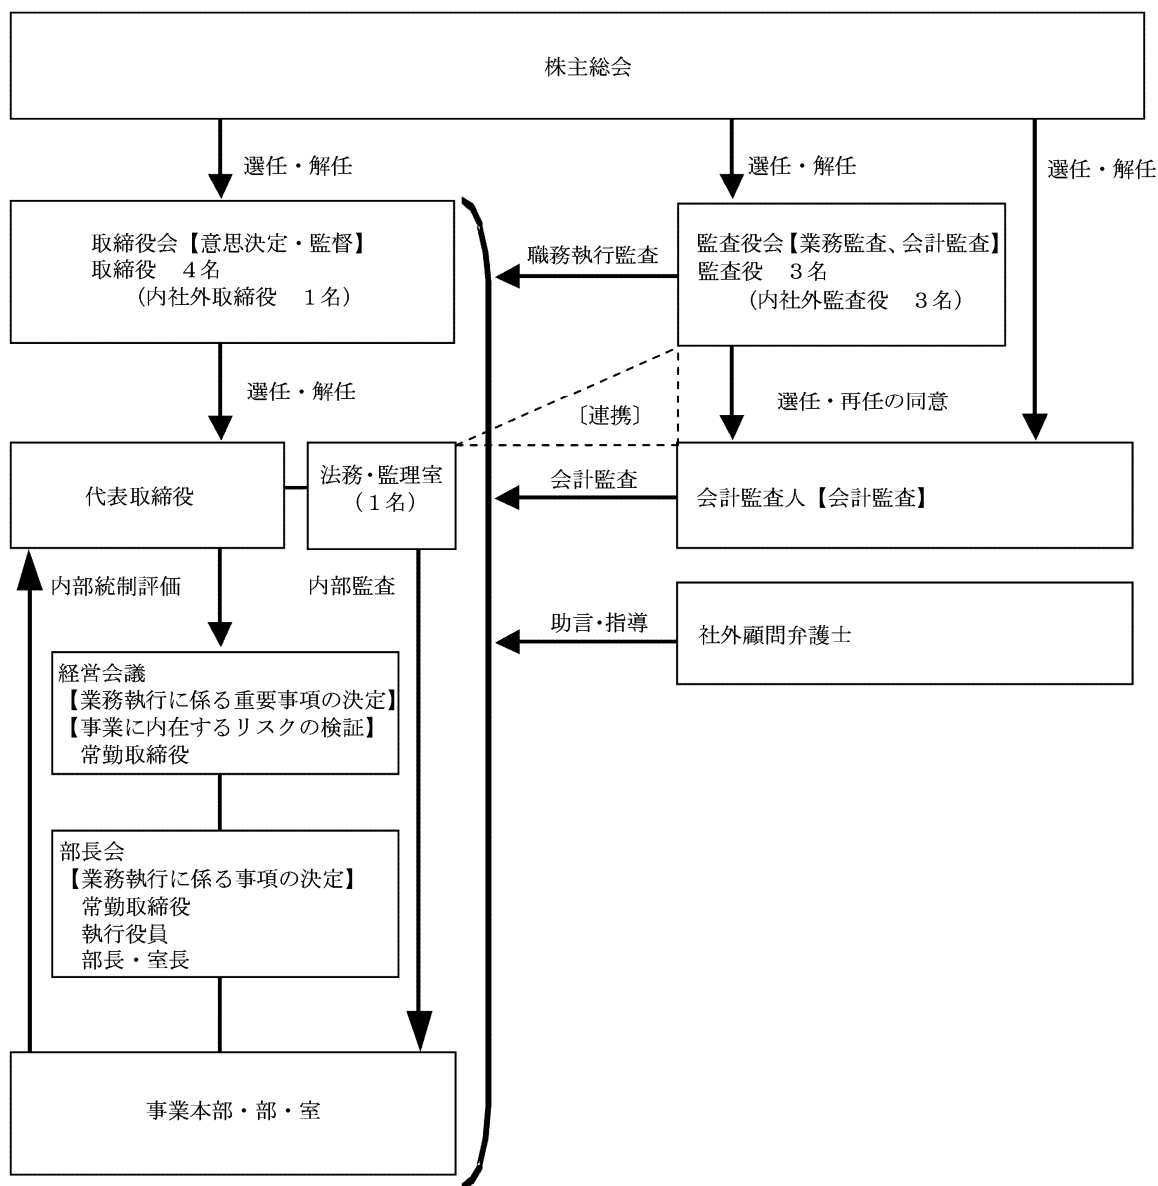 株主総会
選任・解任
選任・解任
選任・解任
取締役会【意思決定・監督】
取締役　４名
（内社外取締役　１名）
職務執行監査
監査役会【業務監査、会計監査】
監査役　３名
（内社外監査役　３名）
選任・解任
〔連携〕
選任・再任の同意
代表取締役
法務・監理室
（１名）
会計監査
会計監査人【会計監査】
内部統制評価
内部監査
助言・指導
社外顧問弁護士
経営会議
【業務執行に係る重要事項の決定】
【事業に内在するリスクの検証】
常勤取締役
部長会
【業務執行に係る事項の決定】
常勤取締役
執行役員
部長・室長
事業本部・部・室